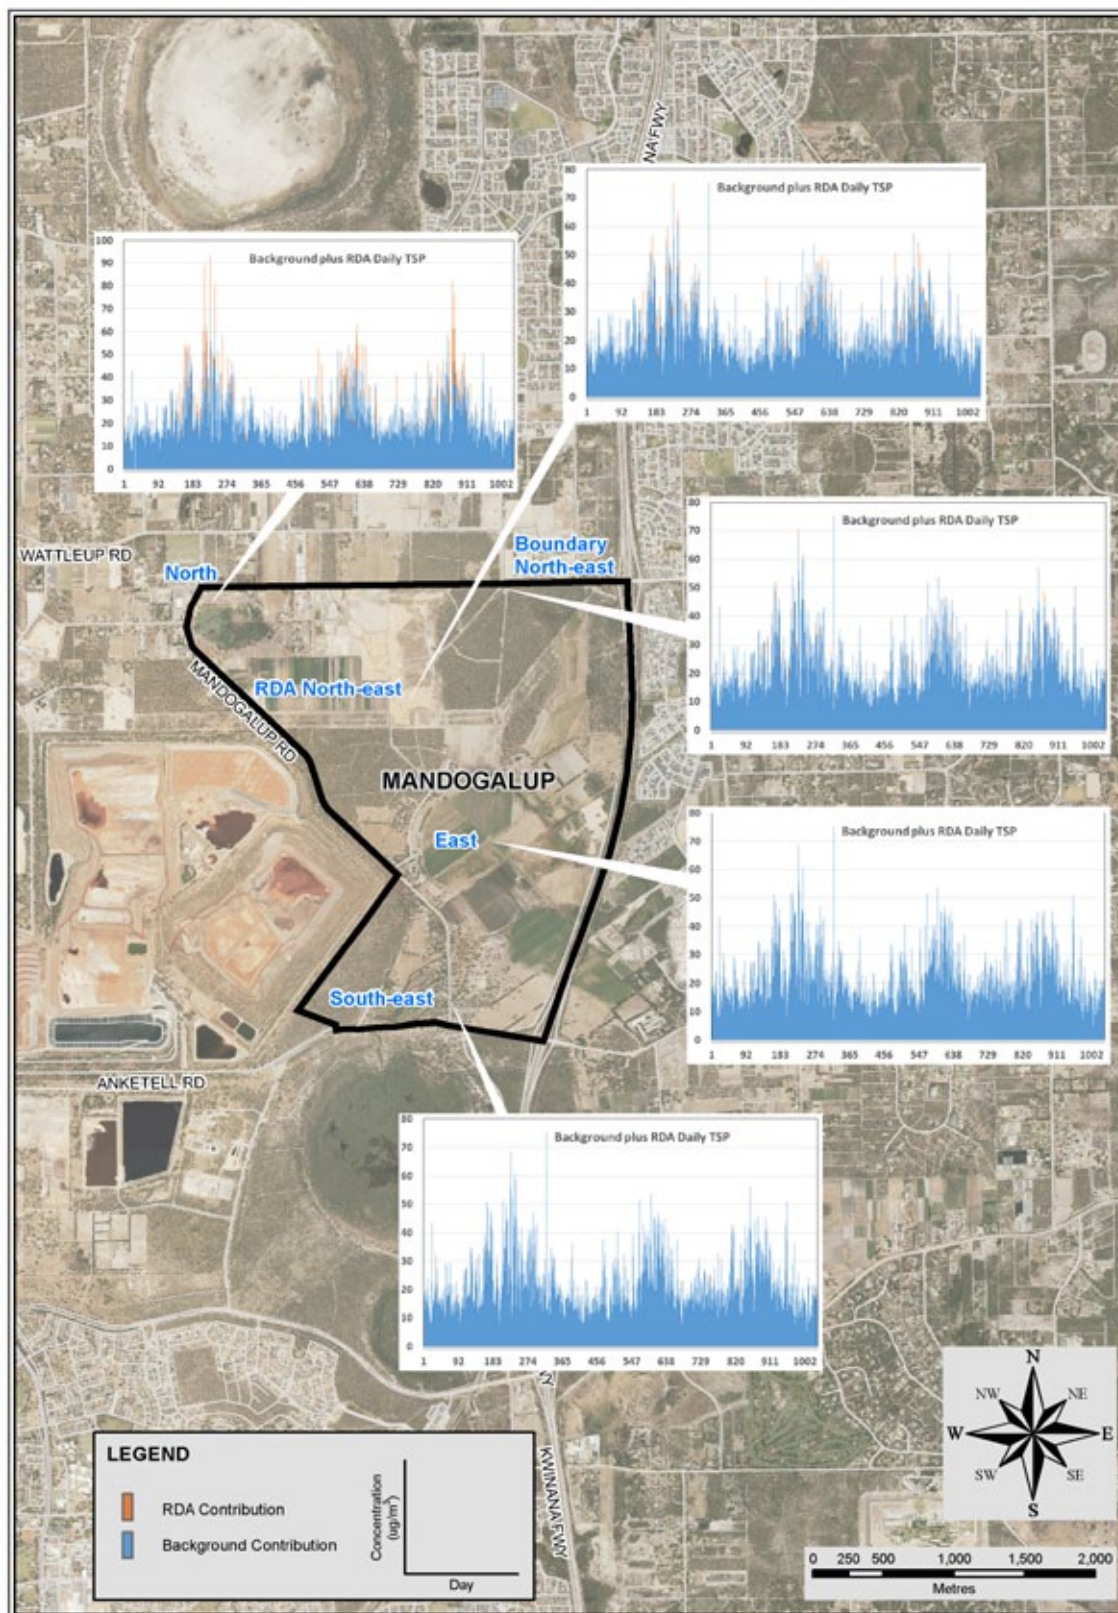 NA FWY
Background plus RDA Daily TSP
80
70
60
50
40
30
20
10
0
1 92 183 274 365 456 547 638 729 820 911 1002
Background plus RDA Daily TSP
100
90
80
70
60
50
40
30
20
10
0
1 92 183 274 365 456 547 638 729 820 911 1002
WATTLEUP RD
North
Boundary
North-east
Background plus RDA Daily TSP
80
70
60
50
40
30
20
10
0
1 92 183 274 365 456 547 638 729 820 911 1002
MANDOGALUP RD
RDA North-east
MANDOGALUP
East
Background plus RDA Daily TSP
80
70
60
50
40
30
20
10
0
1 92 183 274 365 456 547 638 729 820 911 1002
South-east
ANKETELL RD
Background plus RDA Daily TSP
80
70
60
50
40
30
20
10
0
1 92 183 274 365 456 547 638 729 820 911 1002
WY
KWINANA FWY
N
NW NE
W E
SW SE
S
LEGEND
RDA Contribution
Background Contribution
Concentration
(ug/m³)
Day
0 250 500 1,000 1,500 2,000
Metres